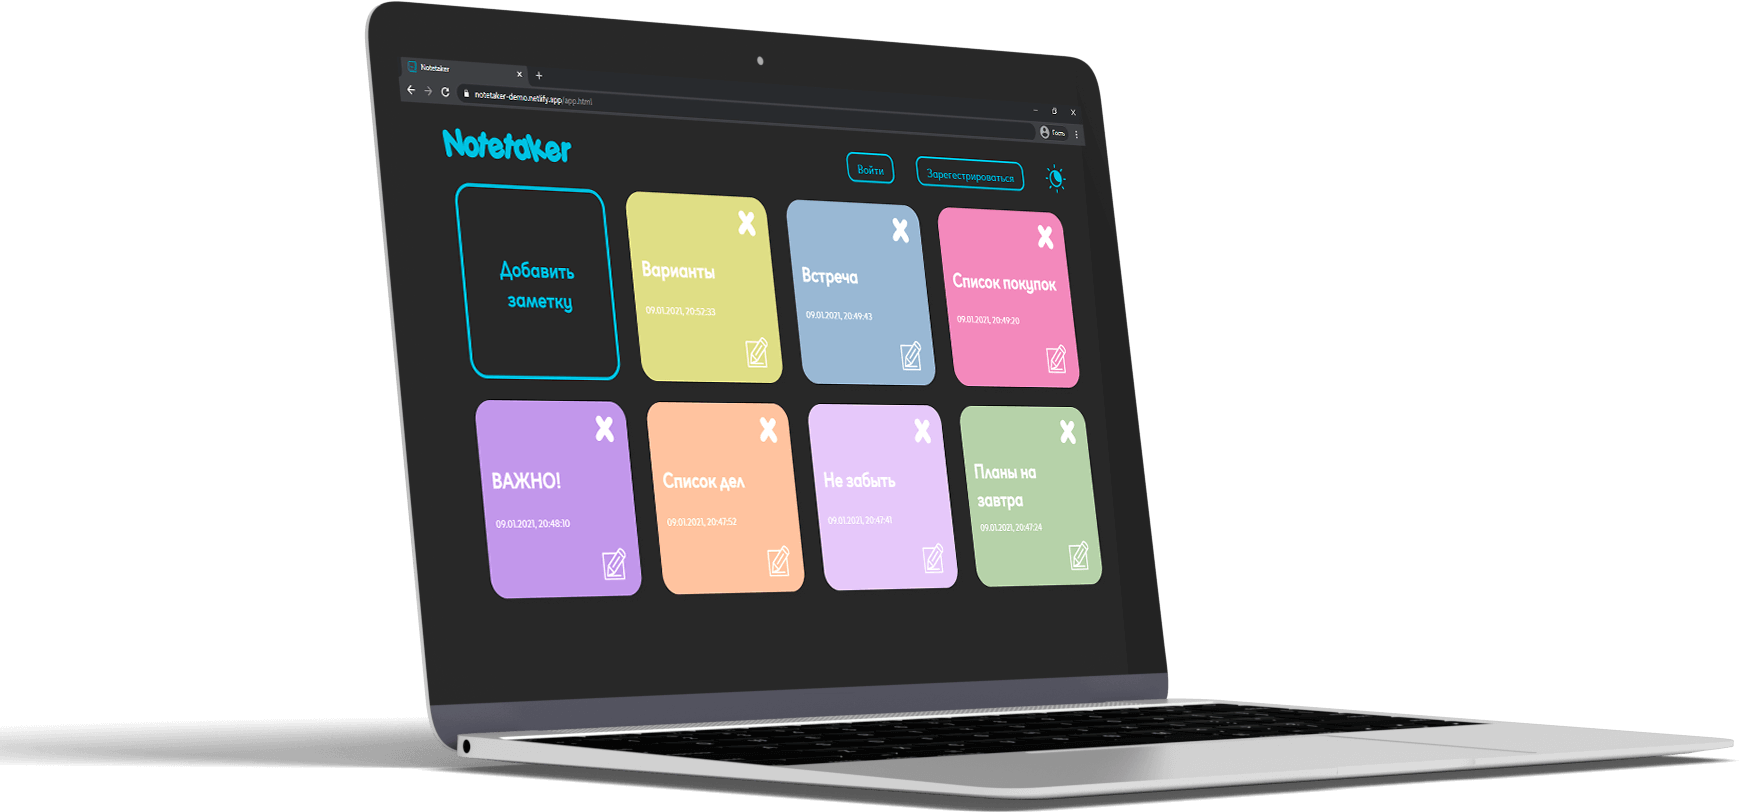 Notetaker
notetaker-demo.netlify.app/app.html
Гость
Notetaker
Войти
Зарегестрироваться
Добавить
заметку
Варианты
09.01.2021, 20:52:33
Встреча
09.01.2021, 20:49:43
Список покупок
09.01.2021, 20:49:20
ВАЖНО!
09.01.2021, 20:48:10
Список дел
09.01.2021, 20:47:52
Не забыть
09.01.2021, 20:47:41
Планы на
завтра
09.01.2021, 20:47:24